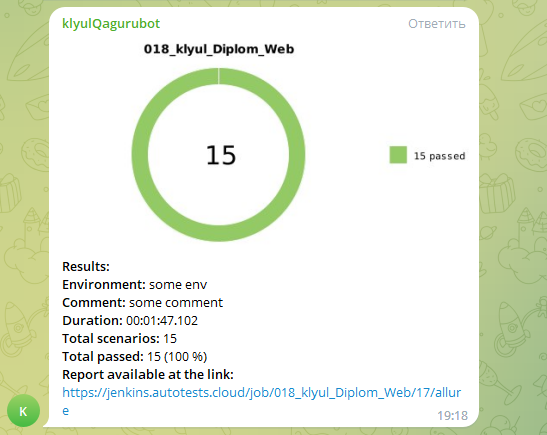 klyulQagurubot
Ответить
018_klyul_Diplom_Web
15
15 passed
Results:
Environment: some env
Comment: some comment
Duration: 00:01:47.102
Total scenarios: 15
Total passed: 15 (100 %)
Report available at the link:
https://jenkins.autotests.cloud/job/018_klyul_Diplom_Web/17/allur
e
K
19:18